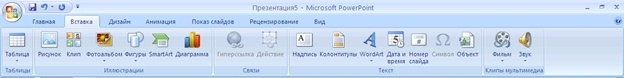 Презентация5 - Microsoft PowerPoint
Главная Вставка Дизайн Анимация Показ слайдов Рецензирование Вид
Таблица Рисунок Клип Фотоальбом Фигуры SmartArt Диаграмма Гиперссылка Действие Надпись Колонтитулы WordArt Дата и время Номер слайда Символ Объект Фильм Звук
Таблицы Иллюстрации Связи Текст Клипы мультимедиа